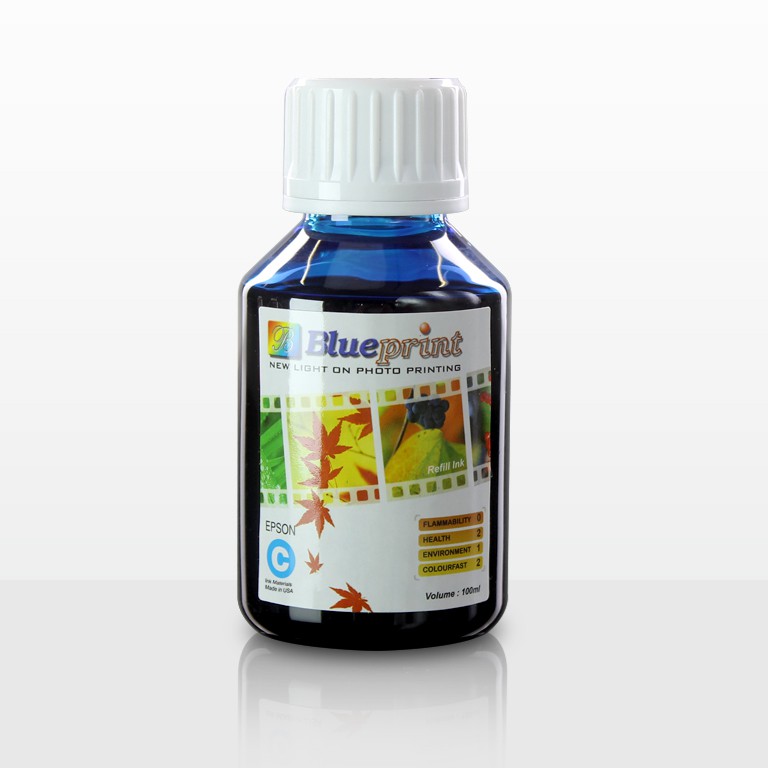 B Blueprint
NEW LIGHT ON PHOTO PRINTING
Refill Ink
EPSON
C
Ink Materials
Made in USA
FLAMMABILITY 0
HEALTH 2
ENVIRONMENT 1
COLOURFAST 2
Volume : 100ml